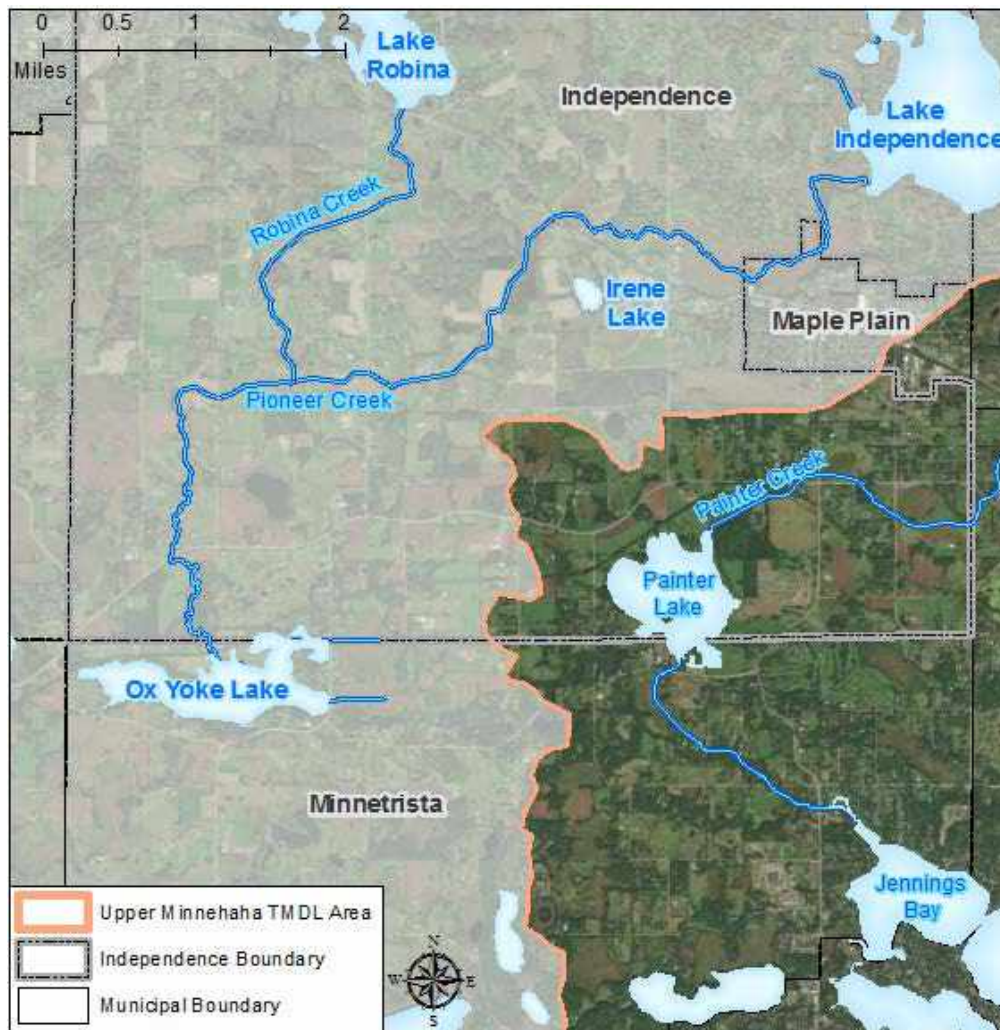 0 0.5 1 2
Miles
Lake
Robina
Independence
Lake
Independence
Robina Creek
Irene
Lake
Maple Plain
Pioneer Creek
Painter Creek
Painter
Lake
Ox Yoke Lake
Minnetrista
Jennings
Bay
Upper Minnehaha TMDL Area
Independence Boundary
Municipal Boundary
N
W E
S